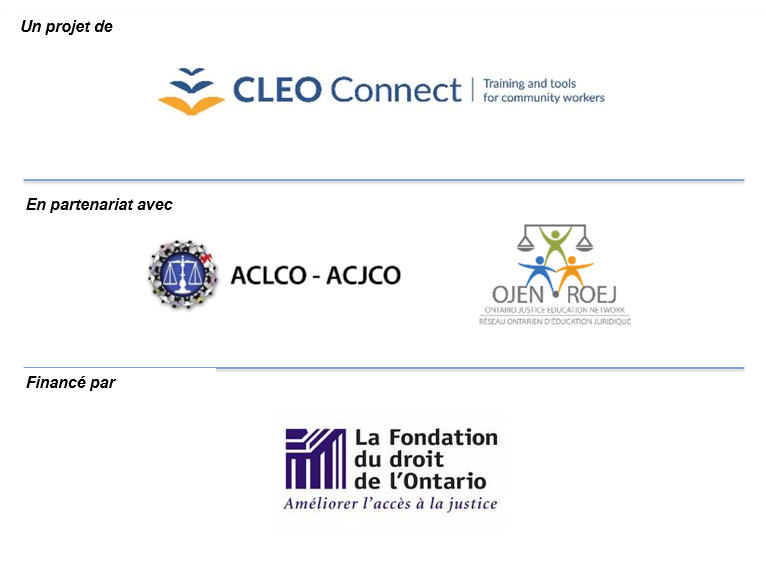 Un projet de
CLEO Connect
Training and tools
for community workers
En partenariat avec
ACLCO - ACJCO
OJEN ROEJ
ONTARIO JUSTICE EDUCATION NETWORK
RÉSEAU ONTARIEN D'ÉDUCATION JURIDIQUE
Financé par
La Fondation
du droit
de l'Ontario
Améliorer l'accès à la justice